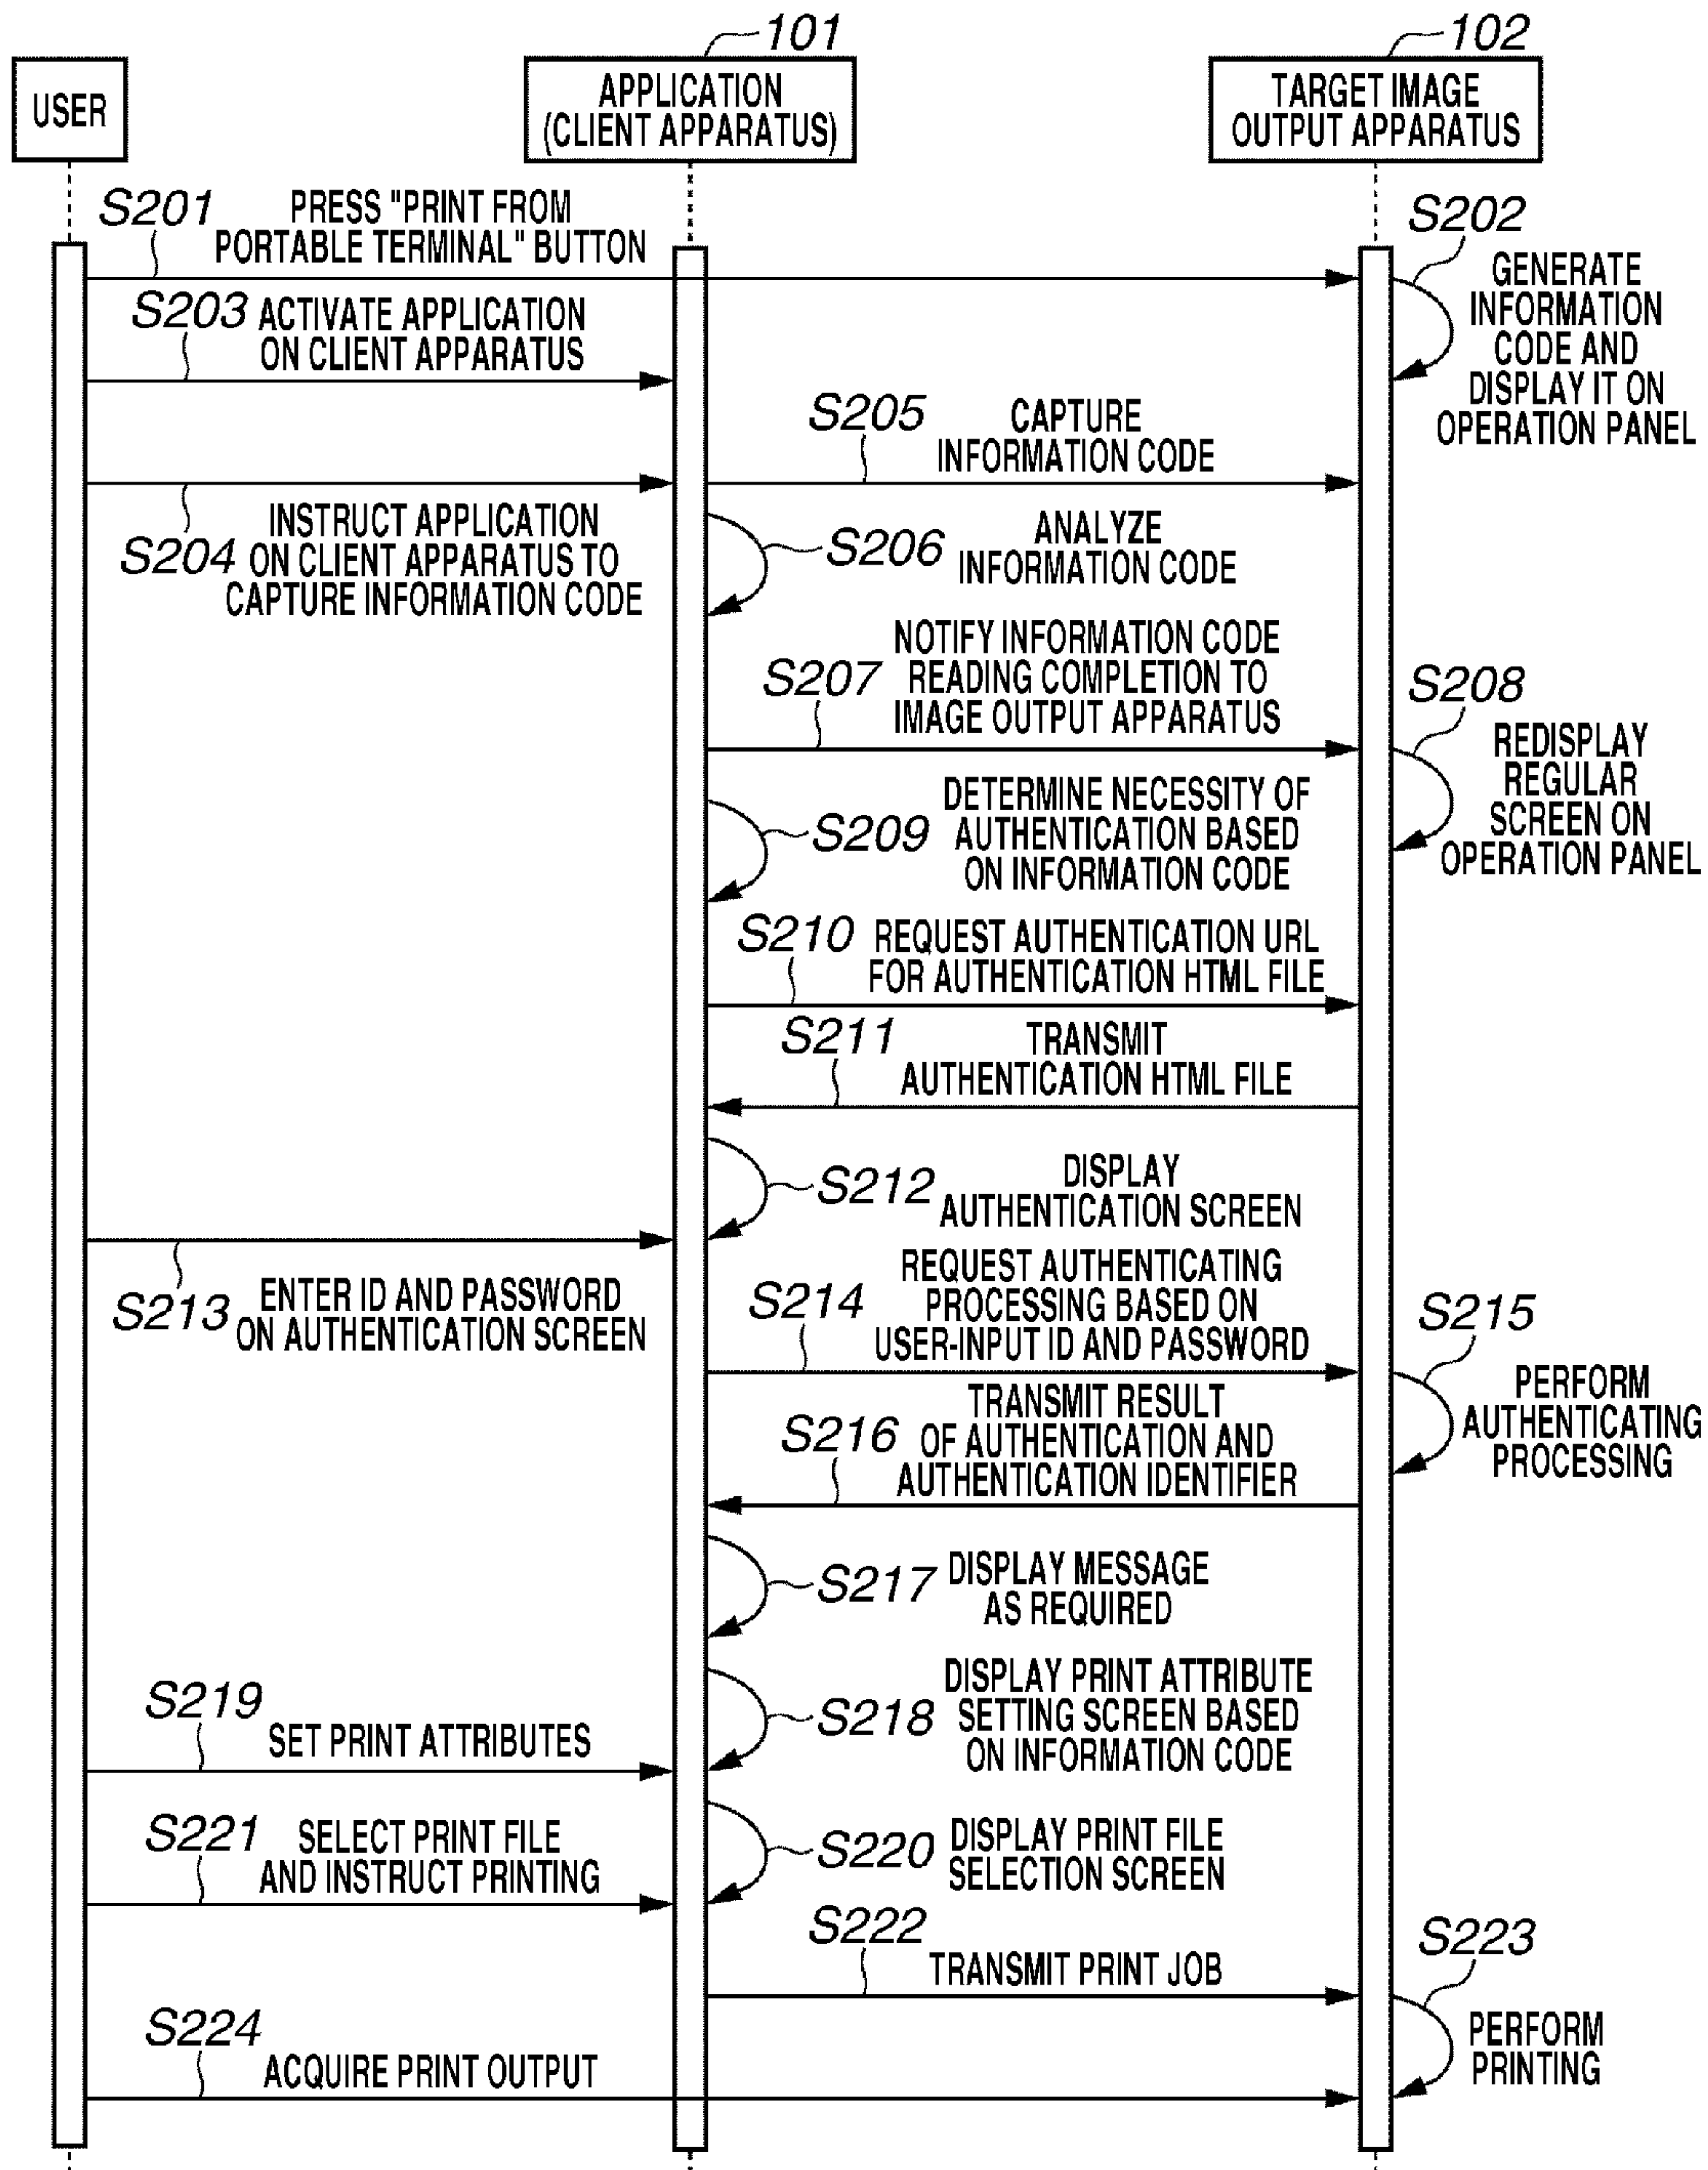 101
102
USER
APPLICATION
(CLIENT APPARATUS)
TARGET IMAGE
OUTPUT APPARATUS
S201
PRESS "PRINT FROM
PORTABLE TERMINAL" BUTTON
S202
GENERATE
INFORMATION
CODE AND
DISPLAY IT ON
OPERATION PANEL
S203
ACTIVATE APPLICATION
ON CLIENT APPARATUS
S205
CAPTURE
INFORMATION CODE
S204
INSTRUCT APPLICATION
ON CLIENT APPARATUS TO
CAPTURE INFORMATION CODE
S206
ANALYZE
INFORMATION CODE
S207
NOTIFY INFORMATION CODE
READING COMPLETION TO
IMAGE OUTPUT APPARATUS
S208
REDISPLAY
REGULAR
SCREEN ON
OPERATION PANEL
S209
DETERMINE NECESSITY OF
AUTHENTICATION BASED
ON INFORMATION CODE
S210
REQUEST AUTHENTICATION URL
FOR AUTHENTICATION HTML FILE
S211
TRANSMIT
AUTHENTICATION HTML FILE
S212
DISPLAY
AUTHENTICATION SCREEN
S213
ENTER ID AND PASSWORD
ON AUTHENTICATION SCREEN
S214
REQUEST AUTHENTICATING
PROCESSING BASED ON
USER-INPUT ID AND PASSWORD
S215
PERFORM
AUTHENTICATING
PROCESSING
S216
TRANSMIT RESULT
OF AUTHENTICATION AND
AUTHENTICATION IDENTIFIER
S217
DISPLAY MESSAGE
AS REQUIRED
S218
DISPLAY PRINT ATTRIBUTE
SETTING SCREEN BASED
ON INFORMATION CODE
S219
SET PRINT ATTRIBUTES
S220
DISPLAY PRINT FILE
SELECTION SCREEN
S221
SELECT PRINT FILE
AND INSTRUCT PRINTING
S222
TRANSMIT PRINT JOB
S223
PERFORM
PRINTING
S224
ACQUIRE PRINT OUTPUT